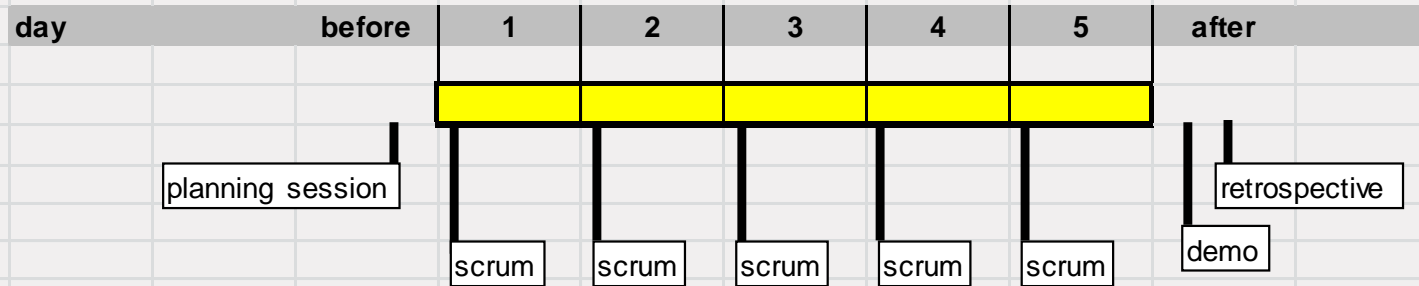 day before 1 2 3 4 5 after
planning session
retrospective
demo
scrum scrum scrum scrum scrum